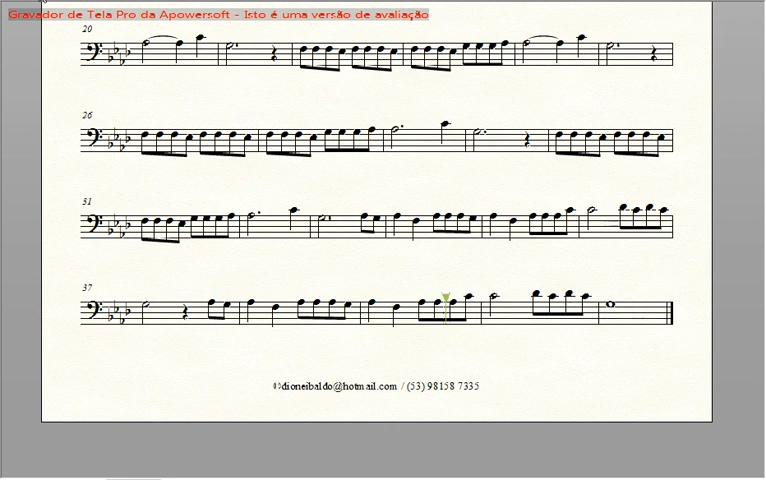 Gravador de Tela Pro da Apowersoft - Isto é uma versão de avaliação
20
26
31
37
©dioneibaldo@hotmail.com / (53) 98158 7335